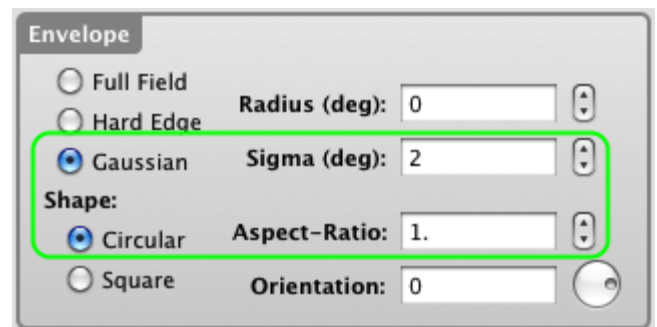 Envelope
Full Field
Radius (deg): 0
Hard Edge
Gaussian Sigma (deg): 2
Shape:
Circular Aspect-Ratio: 1.
Square Orientation: 0